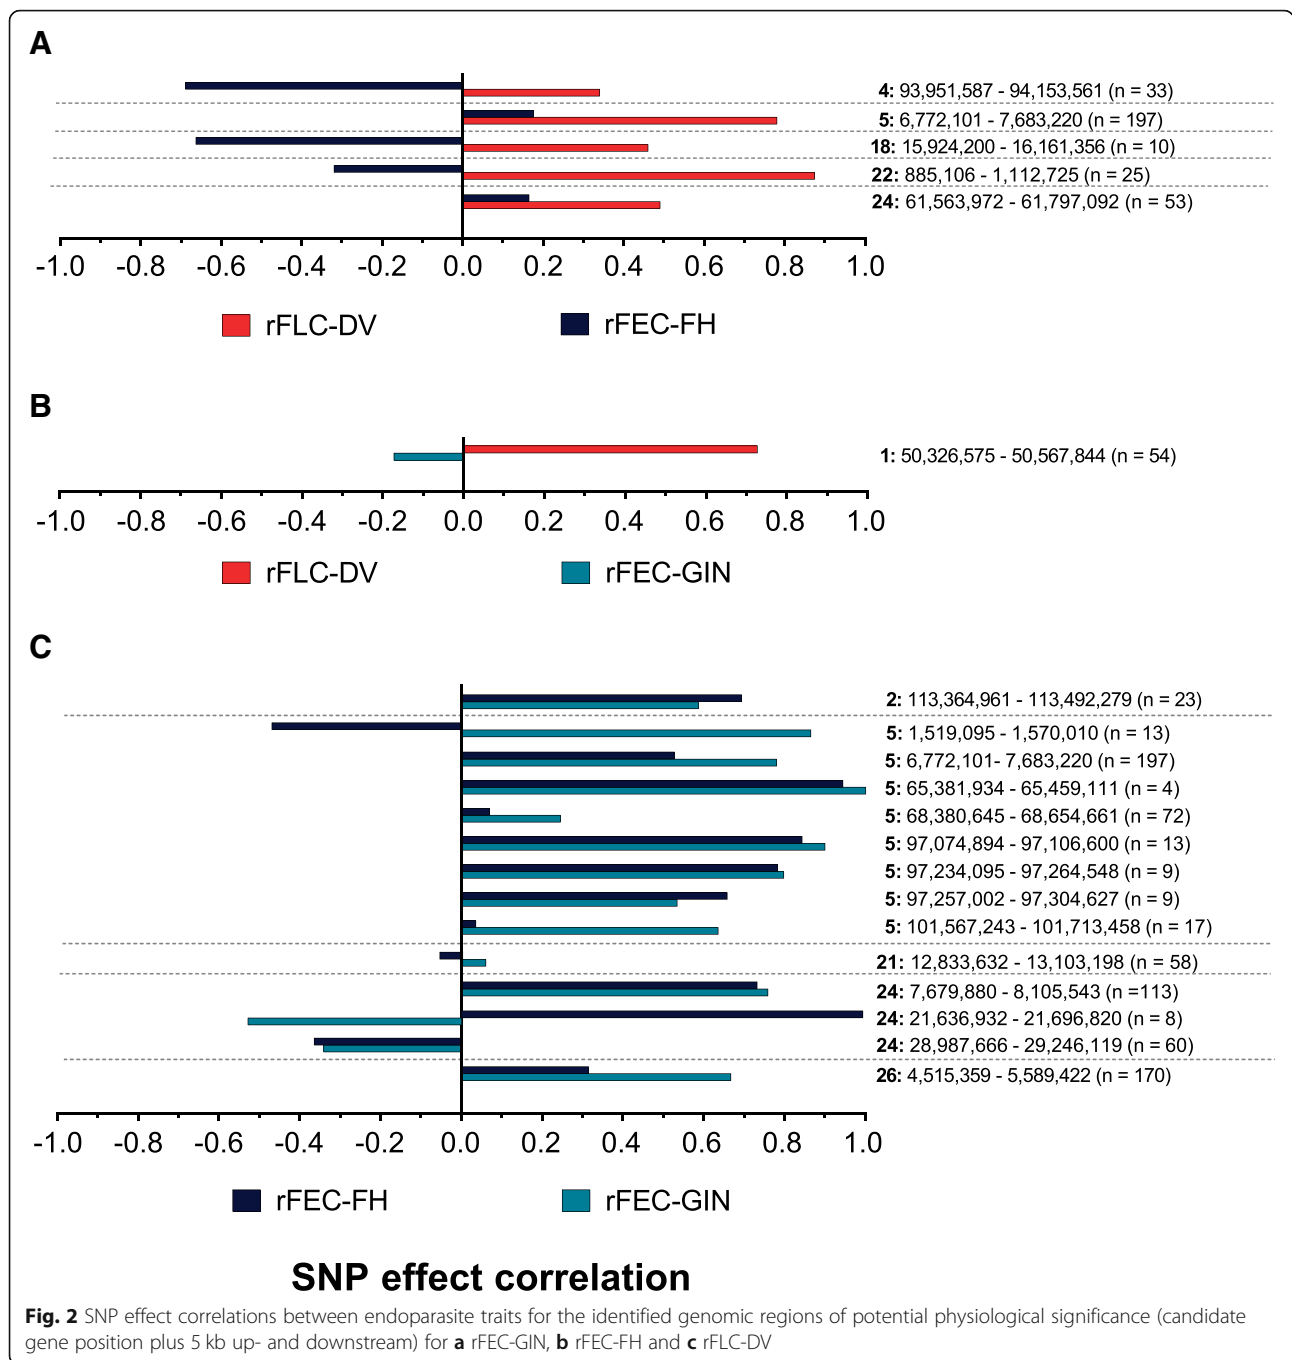 A
4: 93,951,587 - 94,153,561 (n = 33)
5: 6,772,101 - 7,683,220 (n = 197)
18: 15,924,200 - 16,161,356 (n = 10)
22: 885,106 - 1,112,725 (n = 25)
24: 61,563,972 - 61,797,092 (n = 53)
-1.0 -0.8 -0.6 -0.4 -0.2 0.0 0.2 0.4 0.6 0.8 1.0
rFLC-DV rFEC-FH
B
1: 50,326,575 - 50,567,844 (n = 54)
-1.0 -0.8 -0.6 -0.4 -0.2 0.0 0.2 0.4 0.6 0.8 1.0
rFLC-DV rFEC-GIN
C
2: 113,364,961 - 113,492,279 (n = 23)
5: 1,519,095 - 1,570,010 (n = 13)
5: 6,772,101- 7,683,220 (n = 197)
5: 65,381,934 - 65,459,111 (n = 4)
5: 68,380,645 - 68,654,661 (n = 72)
5: 97,074,894 - 97,106,600 (n = 13)
5: 97,234,095 - 97,264,548 (n = 9)
5: 97,257,002 - 97,304,627 (n = 9)
5: 101,567,243 - 101,713,458 (n = 17)
21: 12,833,632 - 13,103,198 (n = 58)
24: 7,679,880 - 8,105,543 (n =113)
24: 21,636,932 - 21,696,820 (n = 8)
24: 28,987,666 - 29,246,119 (n = 60)
26: 4,515,359 - 5,589,422 (n = 170)
-1.0 -0.8 -0.6 -0.4 -0.2 0.0 0.2 0.4 0.6 0.8 1.0
rFEC-FH rFEC-GIN
SNP effect correlation
Fig. 2 SNP effect correlations between endoparasite traits for the identified genomic regions of potential physiological significance (candidate
gene position plus 5 kb up- and downstream) for a rFEC-GIN, b rFEC-FH and c rFLC-DV